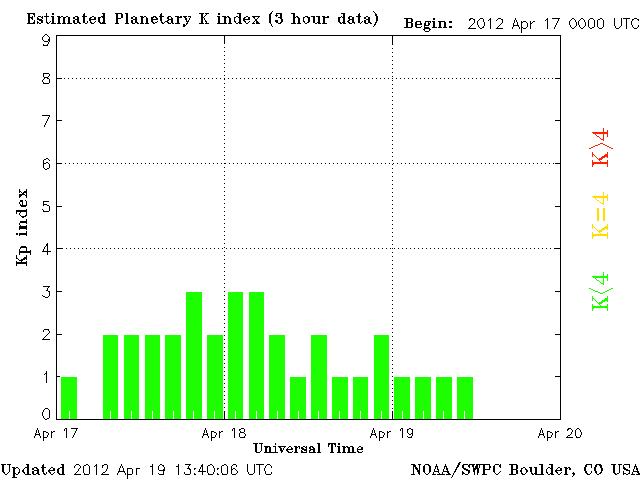 Estimated Planetary K index (3 hour data) Begin: 2012 Apr 17 0000 UTC
9
8
7
6
5
4
3
2
1
0
Kp index
K>4
K=4
K<4
Apr 17 Apr 18 Apr 19 Apr 20
Universal Time
Updated 2012 Apr 19 13:40:06 UTC NOAA/SWPC Boulder, CO USA